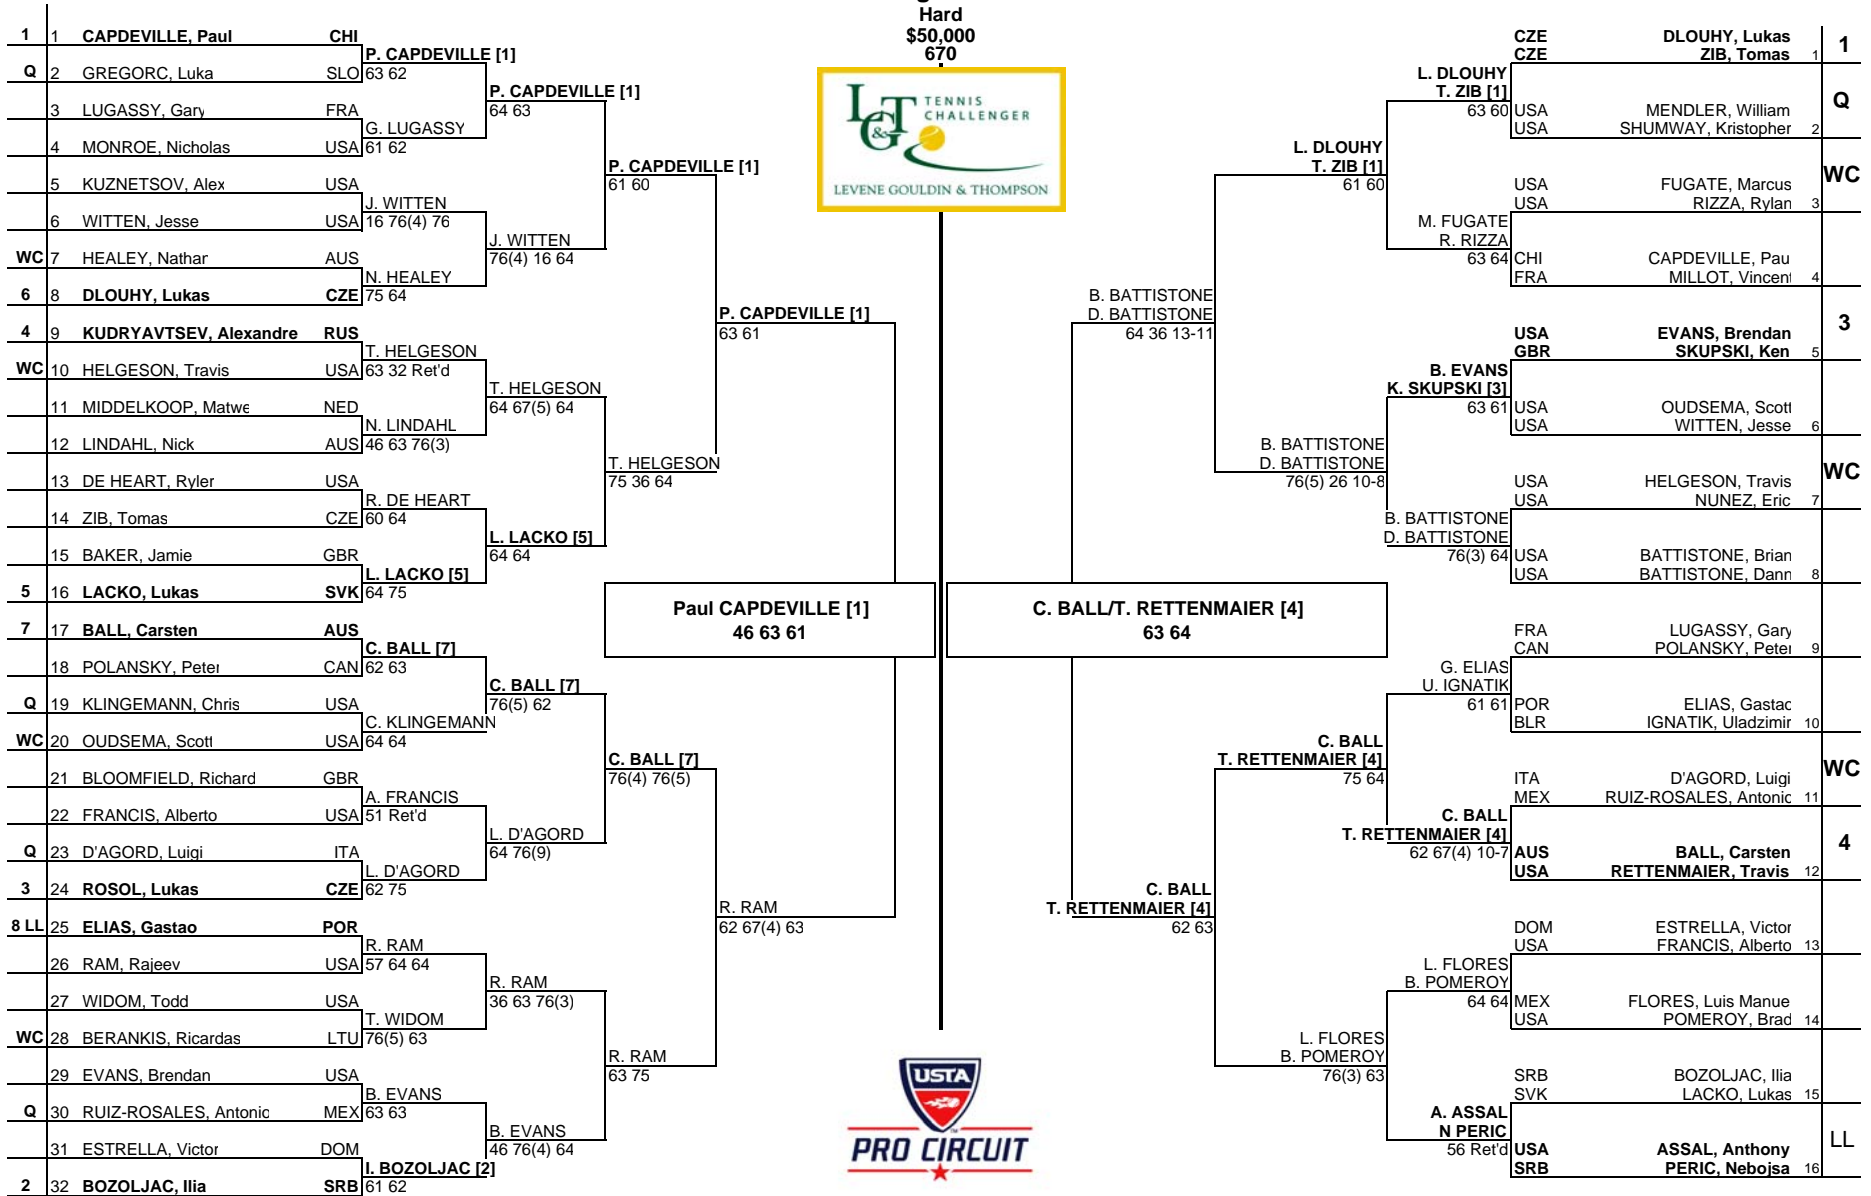 Hard
$50,000
670
LG&T TENNIS
CHALLENGER
LEVENE GOULDIN & THOMPSON
1 1 CAPDEVILLE, Paul CHI
P. CAPDEVILLE [1]
Q 2 GREGORC, Luka SLO 63 62
P. CAPDEVILLE [1]
3 LUGASSY, Gary FRA 64 63
G. LUGASSY
4 MONROE, Nicholas USA 61 62
P. CAPDEVILLE [1]
5 KUZNETSOV, Alex USA 61 60
J. WITTEN
6 WITTEN, Jesse USA 16 76(4) 76
J. WITTEN
WC 7 HEALEY, Nathar AUS 76(4) 16 64
N. HEALEY
6 8 DLOUHY, Lukas CZE 75 64
P. CAPDEVILLE [1]
4 9 KUDRYAVTSEV, Alexandre RUS 63 61
T. HELGESON
WC 10 HELGESON, Travis USA 63 32 Ret'd
T. HELGESON
11 MIDDELKOOP, Matwe NED 64 67(5) 64
N. LINDAHL
12 LINDAHL, Nick AUS 46 63 76(3)
T. HELGESON
13 DE HEART, Ryler USA 75 36 64
R. DE HEART
14 ZIB, Tomas CZE 60 64
L. LACKO [5]
15 BAKER, Jamie GBR 64 64
L. LACKO [5]
5 16 LACKO, Lukas SVK 64 75
Paul CAPDEVILLE [1]
46 63 61
7 17 BALL, Carsten AUS
C. BALL [7]
18 POLANSKY, Peter CAN 62 63
C. BALL [7]
Q 19 KLINGEMANN, Chris USA 76(5) 62
C. KLINGEMANN
WC 20 OUDSEMA, Scott USA 64 64
C. BALL [7]
21 BLOOMFIELD, Richard GBR 76(4) 76(5)
A. FRANCIS
22 FRANCIS, Alberto USA 51 Ret'd
L. D'AGORD
Q 23 D'AGORD, Luigi ITA 64 76(9)
L. D'AGORD
3 24 ROSOL, Lukas CZE 62 75
R. RAM
8 LL 25 ELIAS, Gastao POR 62 67(4) 63
R. RAM
26 RAM, Rajeev USA 57 64 64
R. RAM
27 WIDOM, Todd USA 36 63 76(3)
T. WIDOM
WC 28 BERANKIS, Ricardas LTU 76(5) 63
R. RAM
29 EVANS, Brendan USA 63 75
B. EVANS
Q 30 RUIZ-ROSALES, Antonic MEX 63 63
B. EVANS
31 ESTRELLA, Victor DOM 46 76(4) 64
I. BOZOLJAC [2]
2 32 BOZOLJAC, Ilia SRB 61 62
CZE DLOUHY, Lukas 1
CZE ZIB, Tomas 1
L. DLOUHY
T. ZIB [1]
63 60 USA MENDLER, William Q
USA SHUMWAY, Kristopher 2
L. DLOUHY
T. ZIB [1]
61 60 USA FUGATE, Marcus WC
USA RIZZA, Rylan 3
M. FUGATE
R. RIZZA
63 64 CHI CAPDEVILLE, Pau
FRA MILLOT, Vincent 4
B. BATTISTONE
D. BATTISTONE
64 36 13-11 USA EVANS, Brendan 3
GBR SKUPSKI, Ken 5
B. EVANS
K. SKUPSKI [3]
63 61 USA OUDSEMA, Scott
USA WITTEN, Jesse 6
B. BATTISTONE
D. BATTISTONE
76(5) 26 10-8 USA HELGESON, Travis WC
USA NUNEZ, Eric 7
B. BATTISTONE
D. BATTISTONE
76(3) 64 USA BATTISTONE, Brian
USA BATTISTONE, Dann 8
C. BALL/T. RETTENMAIER [4]
63 64
FRA LUGASSY, Gary
CAN POLANSKY, Peter 9
G. ELIAS
U. IGNATIK
61 61 POR ELIAS, Gastac
BLR IGNATIK, Uladzimir 10
C. BALL
T. RETTENMAIER [4]
75 64 ITA D'AGORD, Luigi WC
MEX RUIZ-ROSALES, Antonic 11
C. BALL
T. RETTENMAIER [4]
62 67(4) 10-7 AUS BALL, Carsten 4
USA RETTENMAIER, Travis 12
C. BALL
T. RETTENMAIER [4]
62 63 DOM ESTRELLA, Victor
USA FRANCIS, Alberto 13
L. FLORES
B. POMEROY
64 64 MEX FLORES, Luis Manue
USA POMEROY, Brad 14
L. FLORES
B. POMEROY
76(3) 63 SRB BOZOLJAC, Ilia
SVK LACKO, Lukas 15
A. ASSAL
N PERIC
56 Ret'd USA ASSAL, Anthony LL
SRB PERIC, Nebojsa 16
USTA
PRO CIRCUIT